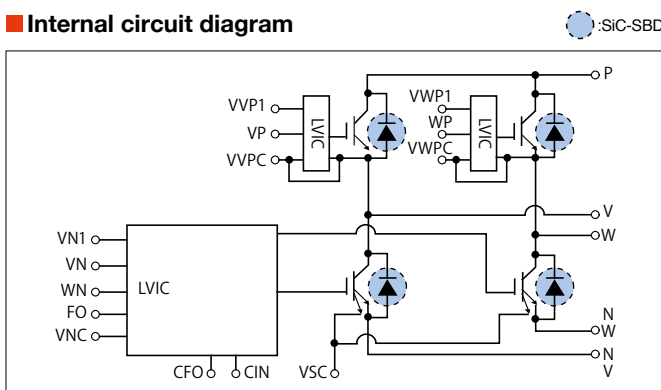 Internal circuit diagram
:SiC-SBD
P
VVP1
VP
VVPC
LVIC
VWP1
WP
VWPC
LVIC
V
W
VN1
VN
WN
FO
VNC
LVIC
CFO
CIN
VSC
N
W
N
V